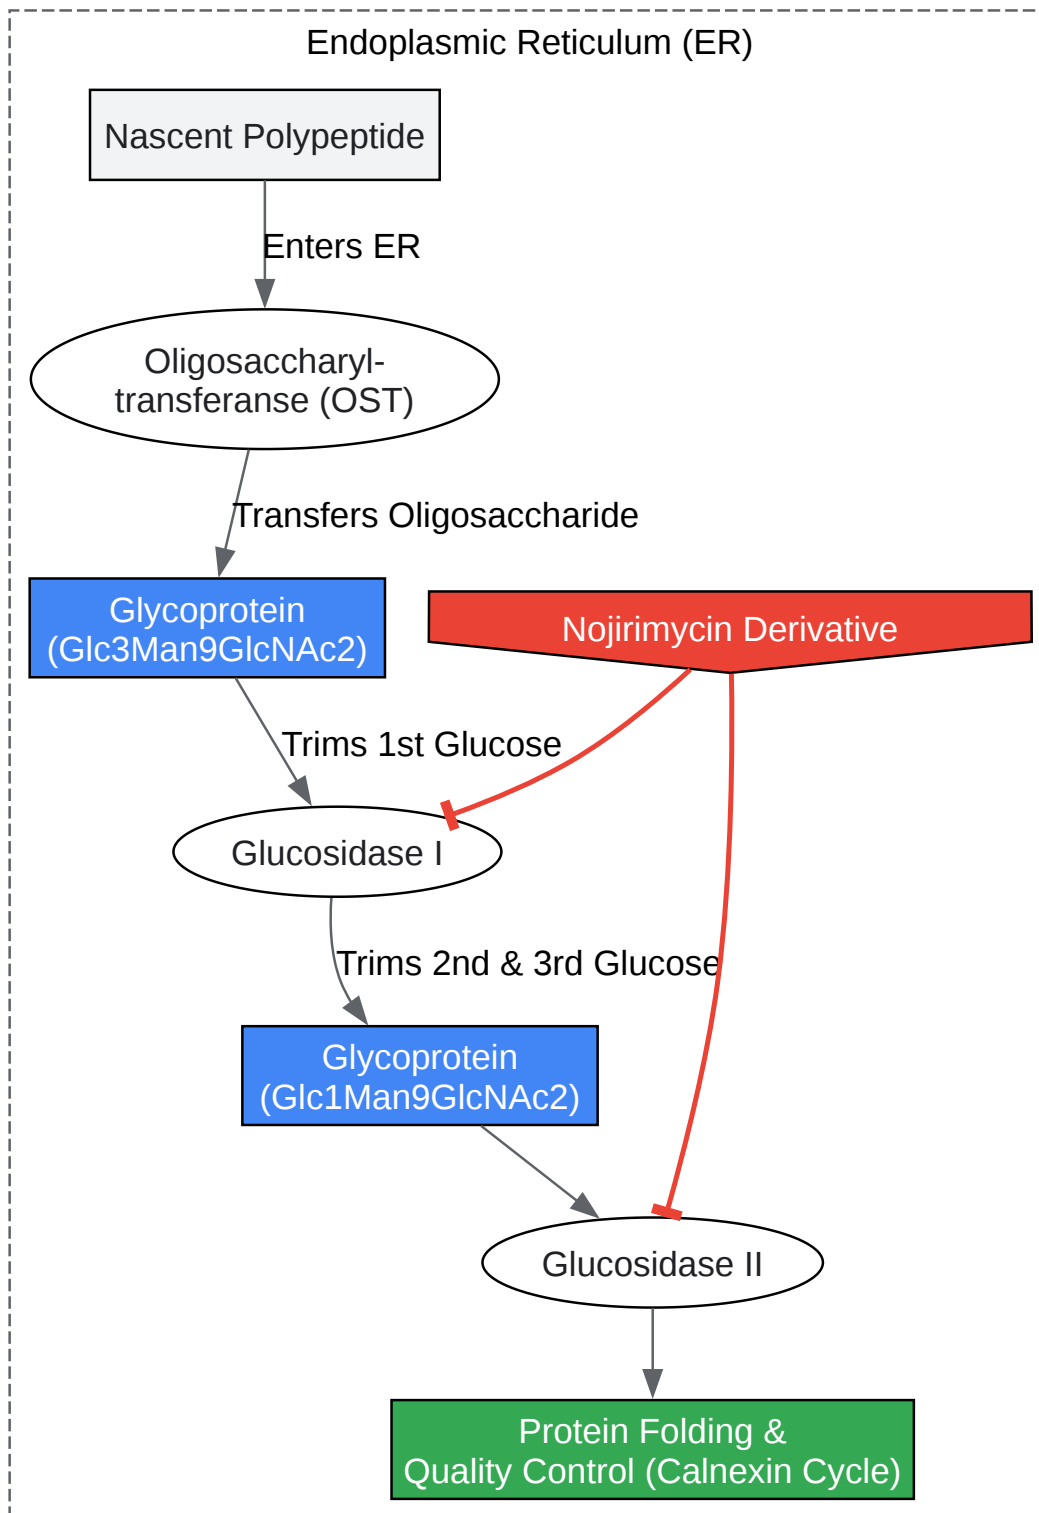 Endoplasmic Reticulum (ER)
Nascent Polypeptide
Enters ER
Oligosaccharyl-
transferanse (OST)
Transfers Oligosaccharide
Glycoprotein
(Glc3Man9GlcNAc2)
Nojirimycin Derivative
Trims 1st Glucose
Glucosidase I
Trims 2nd & 3rd Glucose
Glycoprotein
(Glc1Man9GlcNAc2)
Glucosidase II
Protein Folding &
Quality Control (Calnexin Cycle)